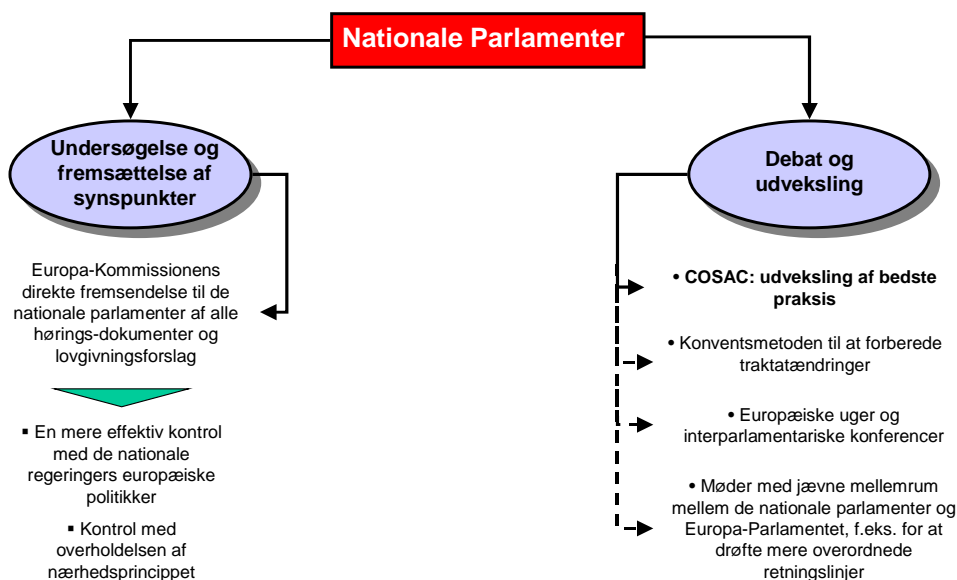 Nationale Parlamenter
Undersøgelse og
fremsættelse af
synspunkter
Europa-Kommissionens
direkte fremsendelse til de
nationale parlamenter af alle
hørings-dokumenter og
lovgivningsforslag
▪ En mere effektiv kontrol
med de nationale
regeringers europæiske
politikker
▪ Kontrol med
overholdelsen af
nærhedsprincippet
Debat og
udveksling
• COSAC: udveksling af bedste
praksis
• Konventsmetoden til at forberede
traktatændringer
• Europæiske uger og
interparlamentariske konferencer
• Møder med jævne mellemrum
mellem de nationale parlamenter og
Europa-Parlamentet, f.eks. for at
drøfte mere overordnede
retningslinjer